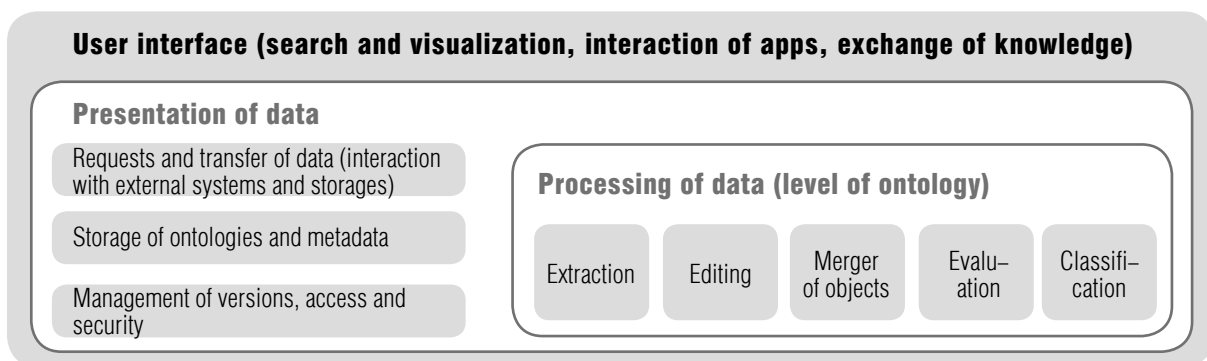 User interface (search and visualization, interaction of apps, exchange of knowledge)
Presentation of data
Requests and transfer of data (interaction
with external systems and storages)
Storage of ontologies and metadata
Management of versions, access and
security
Processing of data (level of ontology)
Extraction
Editing
Merger
of objects
Evalu–
ation
Classifi–
cation